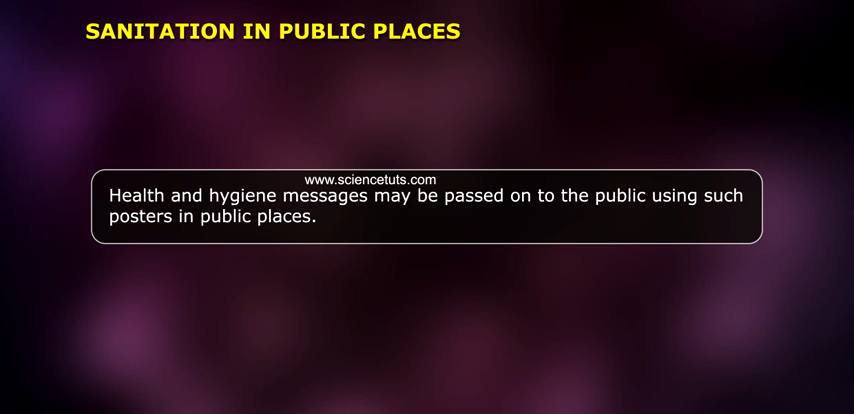 SANITATION IN PUBLIC PLACES
www.sciencetuts.com
Health and hygiene messages may be passed on to the public using such
posters in public places.